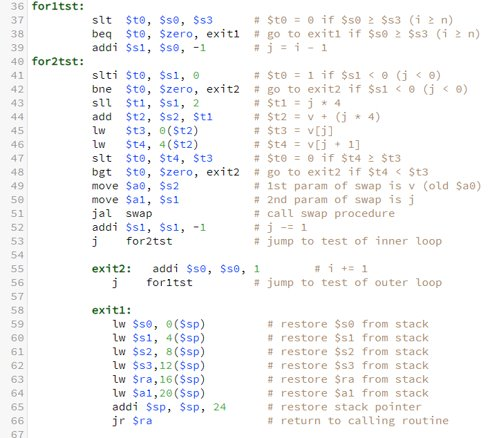 36 for1tst:
37 slt $t0, $s0, $s3 # $t0 = 0 if $s0 ≥ $s3 (i ≥ n)
38 beq $t0, $zero, exit1 # go to exit1 if $s0 ≥ $s3 (i ≥ n)
39 addi $s1, $s0, -1 # j = i - 1
40 for2tst:
41 slti $t0, $s1, 0 # $t0 = 1 if $s1 < 0 (j < 0)
42 bne $t0, $zero, exit2 # go to exit2 if $s1 < 0 (j < 0)
43 sll $t1, $s1, 2 # $t1 = j * 4
44 add $t2, $s2, $t1 # $t2 = v + (j * 4)
45 lw $t3, 0($t2) # $t3 = v[j]
46 lw $t4, 4($t2) # $t4 = v[j + 1]
47 slt $t0, $t4, $t3 # $t0 = 0 if $t4 ≥ $t3
48 bgt $t0, $zero, exit2 # go to exit2 if $t4 < $t3
49 move $a0, $s2 # 1st param of swap is v (old $a0)
50 move $a1, $s1 # 2nd param of swap is j
51 jal swap # call swap procedure
52 addi $s1, $s1, -1 # j -= 1
53 j for2tst # jump to test of inner loop
54
55 exit2: addi $s0, $s0, 1 # i += 1
56 j for1tst # jump to test of outer loop
57
58 exit1:
59 lw $s0, 0($sp) # restore $s0 from stack
60 lw $s1, 4($sp) # restore $s1 from stack
61 lw $s2, 8($sp) # restore $s2 from stack
62 lw $s3,12($sp) # restore $s3 from stack
63 lw $ra,16($sp) # restore $ra from stack
64 lw $a1,20($sp) # restore $a1 from stack
65 addi $sp, $sp, 24 # restore stack pointer
66 jr $ra # return to calling routine
67